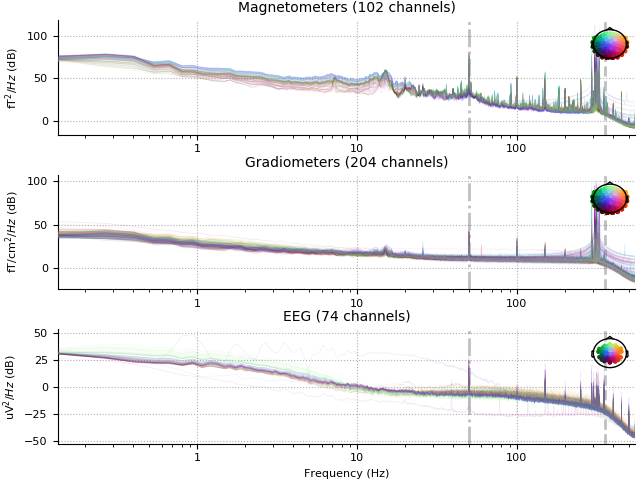 Magnetometers (102 channels)
100
50
0
fT²/Hz (dB)
1
10
100
Gradiometers (204 channels)
100
50
0
fT/cm²/Hz (dB)
1
10
100
EEG (74 channels)
50
25
0
−25
−50
uV²/Hz (dB)
1
10
100
Frequency (Hz)